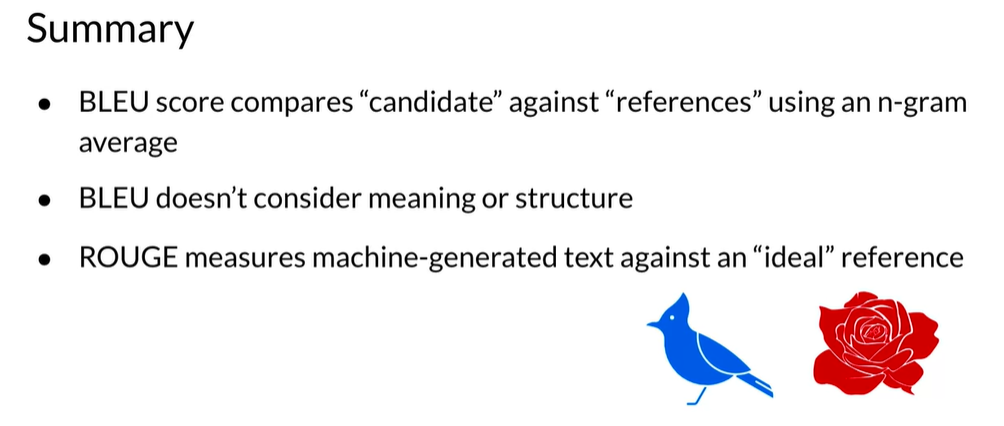 Summary
● BLEU score compares “candidate” against “references” using an n-gram
average
● BLEU doesn’t consider meaning or structure
● ROUGE measures machine-generated text against an “ideal” reference